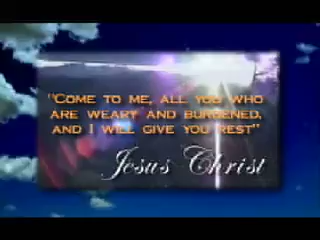 "COME TO ME, ALL YOU WHO
ARE WEARY AND BURDENED,
AND I WILL GIVE YOU REST"
Jesus Christ